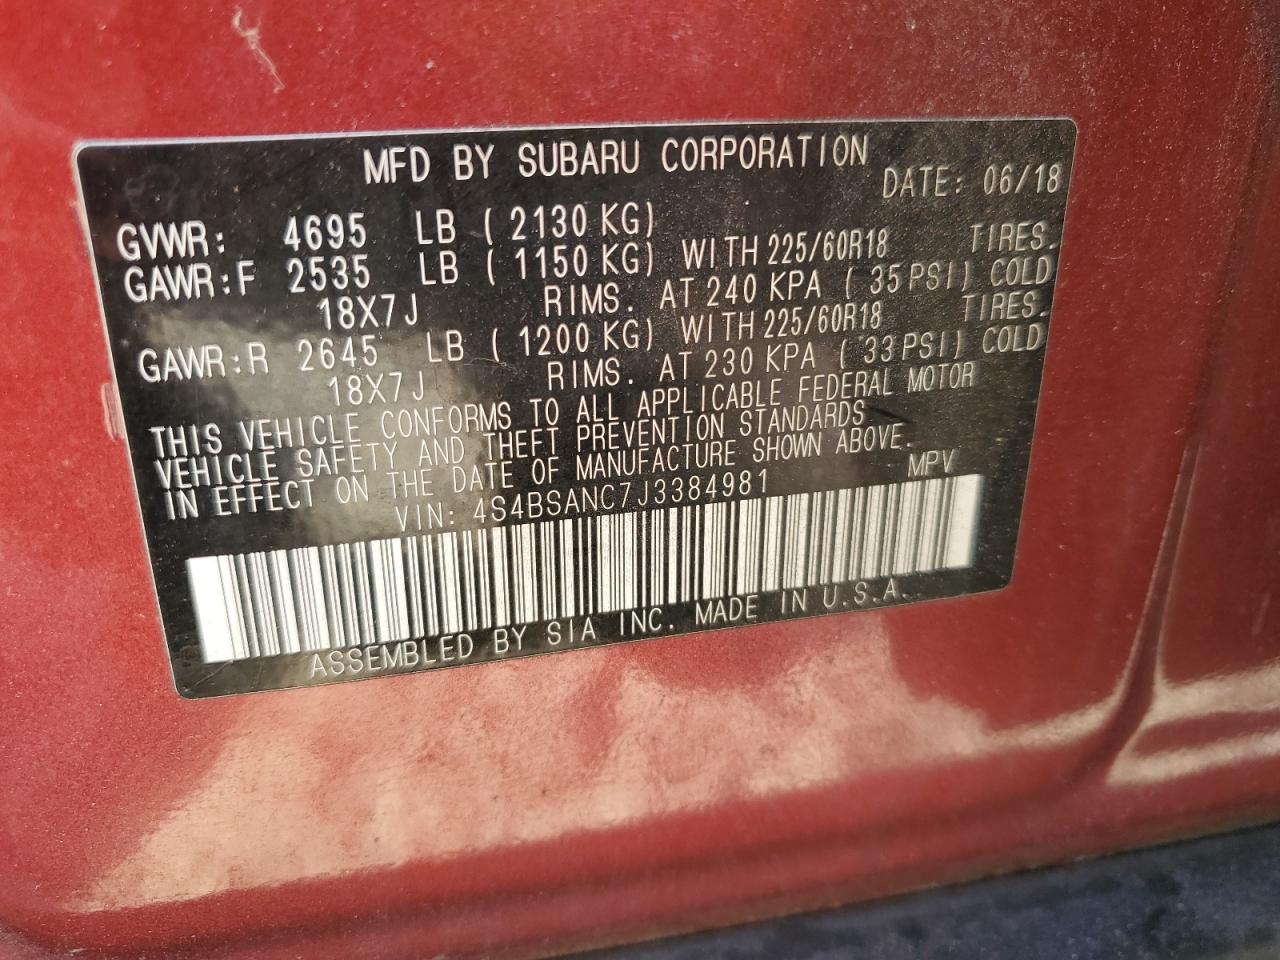 MFD BY SUBARU CORPORATION
DATE: 06/18
GVWR: 4695 LB ( 2130 KG)
GAWR:F 2535 LB ( 1150 KG) WITH 225/60R18 TIRES.
18X7J RIMS. AT 240 KPA ( 35 PSI) COLD
GAWR:R 2645 LB ( 1200 KG) WITH 225/60R18 TIRES.
18X7J RIMS. AT 230 KPA ( 33 PSI) COLD
THIS VEHICLE CONFORMS TO ALL APPLICABLE FEDERAL MOTOR
VEHICLE SAFETY AND THEFT PREVENTION STANDARDS
IN EFFECT ON THE DATE OF MANUFACTURE SHOWN ABOVE.
VIN: 4S4BSANC7J3384981 MPV
ASSEMBLED BY SIA INC. MADE IN U.S.A.